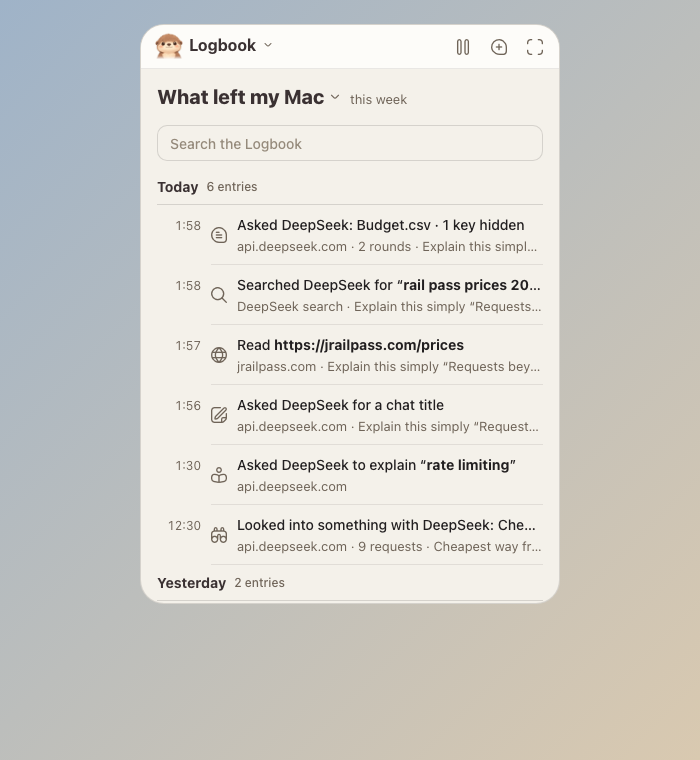 Logbook
What left my Mac this week
Search the Logbook
Today 6 entries
1:58 Asked DeepSeek: Budget.csv · 1 key hidden
api.deepseek.com · 2 rounds · Explain this simpl…
1:58 Searched DeepSeek for “rail pass prices 20…
DeepSeek search · Explain this simply “Requests…
1:57 Read https://jrailpass.com/prices
jrailpass.com · Explain this simply “Requests bey…
1:56 Asked DeepSeek for a chat title
api.deepseek.com · Explain this simply “Request…
1:30 Asked DeepSeek to explain “rate limiting”
api.deepseek.com
12:30 Looked into something with DeepSeek: Che…
api.deepseek.com · 9 requests · Cheapest way fr…
Yesterday 2 entries